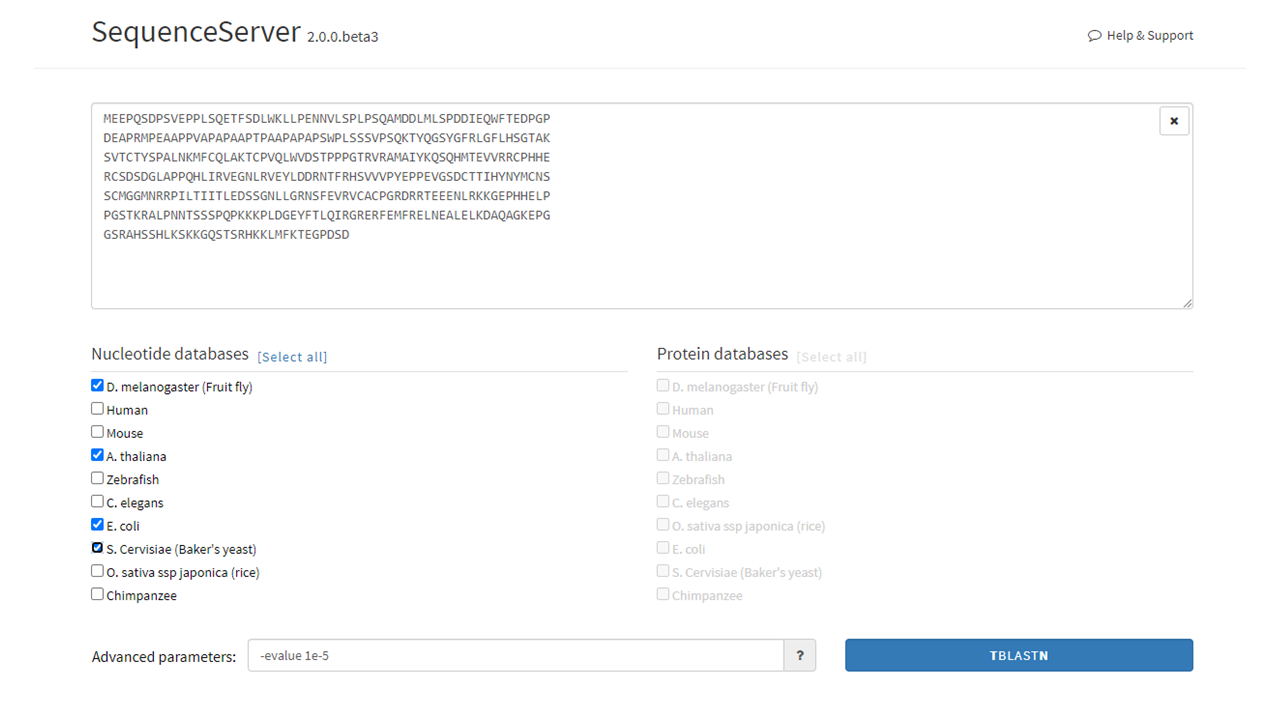 SequenceServer 2.0.0.beta3
Help & Support
MEEPQSDPSVEPPLSQETFSDLWKLLPENNVLSPLPSQAMDDLMLSPDDIEQWFTEDPGP
DEAPRMPEAAPPVAPAPAAPTPAAPAPAPSWPLSSSVPSQKTYQGSYGFRLGFLHSGTAK
SVTCTYSPALNKMFCQLAKTCPVQLWVDSTPPPGTRVRAMAIYKQSQHMTEVVRRCPHHE
RCSDSDGLAPPQHLIRVEGNLRVEYLDDRNTFRHSVVVPYEPPEVGSDCTTIHYNYMCNS
SCMGGMNRRPILTIITLEDSSGNLLGRNSFEVRVCACPGRDRRTEEENLRKKGEPHHELP
PGSTKRALPNNTSSSPQPKKKPLDGEYFTLQIRGRERFEMFRELNEALELKDAQAGKEPG
GSRAHSSHLKSKKGQSTSRHKKLMFKTEGPDSD
Nucleotide databases [Select all]
D. melanogaster (Fruit fly)
Human
Mouse
A. thaliana
Zebrafish
C. elegans
E. coli
S. Cervisiae (Baker's yeast)
O. sativa ssp japonica (rice)
Chimpanzee
Protein databases [Select all]
D. melanogaster (Fruit fly)
Human
Mouse
A. thaliana
Zebrafish
C. elegans
O. sativa ssp japonica (rice)
E. coli
S. Cervisiae (Baker's yeast)
Chimpanzee
Advanced parameters: -evalue 1e-5 ?
TBLASTN